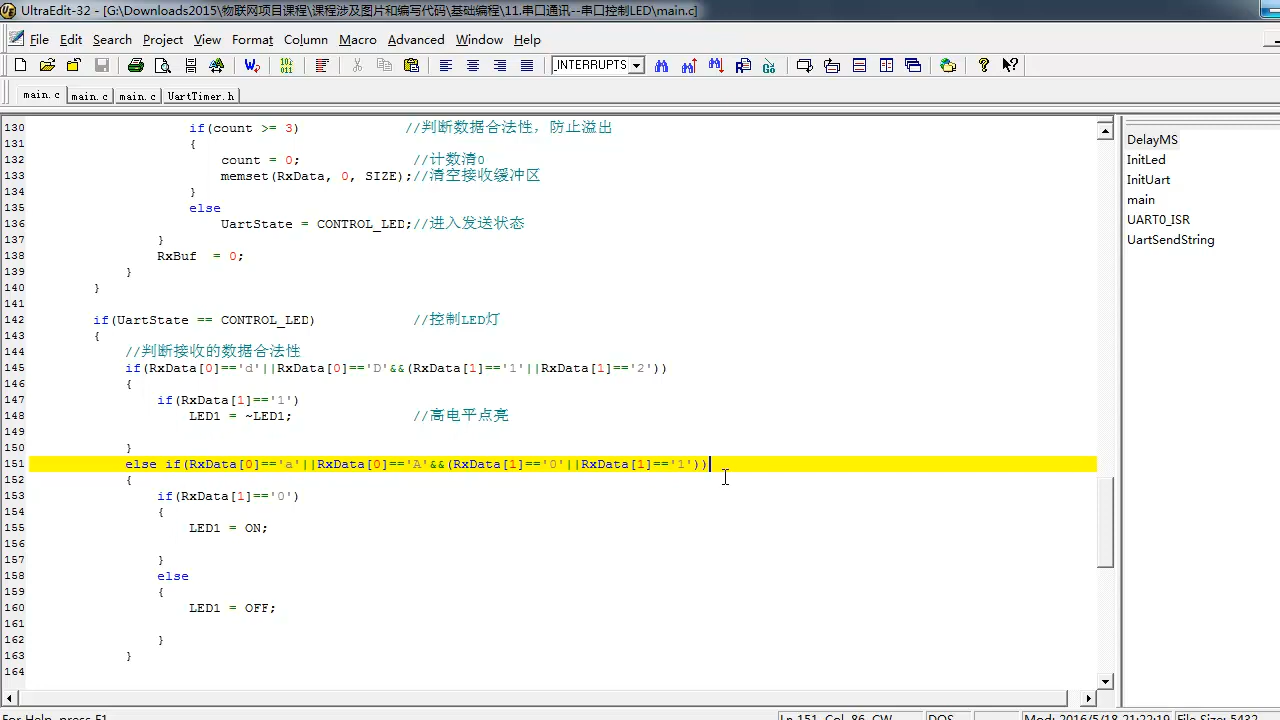 UltraEdit-32 - [G:\Downloads2015\物联网项目课程\课程涉及图片和编写代码\基础编程\11.串口通讯--串口控制LED\main.c]
File Edit Search Project View Format Column Macro Advanced Window Help
_INTERRUPTS
main.c main.c main.c UartTimer.h
130 if(count >= 3) //判断数据合法性，防止溢出
131 {
132 count = 0; //计数清0
133 memset(RxData, 0, SIZE);//清空接收缓冲区
134 }
135 else
136 UartState = CONTROL_LED;//进入发送状态
137 }
138 RxBuf = 0;
139 }
140 }
141
142 if(UartState == CONTROL_LED) //控制LED灯
143 {
144 //判断接收的数据合法性
145 if(RxData[0]=='d'||RxData[0]=='D'&&(RxData[1]=='1'||RxData[1]=='2'))
146 {
147 if(RxData[1]=='1')
148 LED1 = ~LED1; //高电平点亮
149
150 }
151 else if(RxData[0]=='a'||RxData[0]=='A'&&(RxData[1]=='0'||RxData[1]=='1'))
152 {
153 if(RxData[1]=='0')
154 {
155 LED1 = ON;
156
157 }
158 else
159 {
160 LED1 = OFF;
161
162 }
163 }
164
DelayMS
InitLed
InitUart
main
UART0_ISR
UartSendString
For Help, press F1 Ln 151, Col. 86, CW DOS Mod: 2016/5/18 21:22:19 File Size: 5432